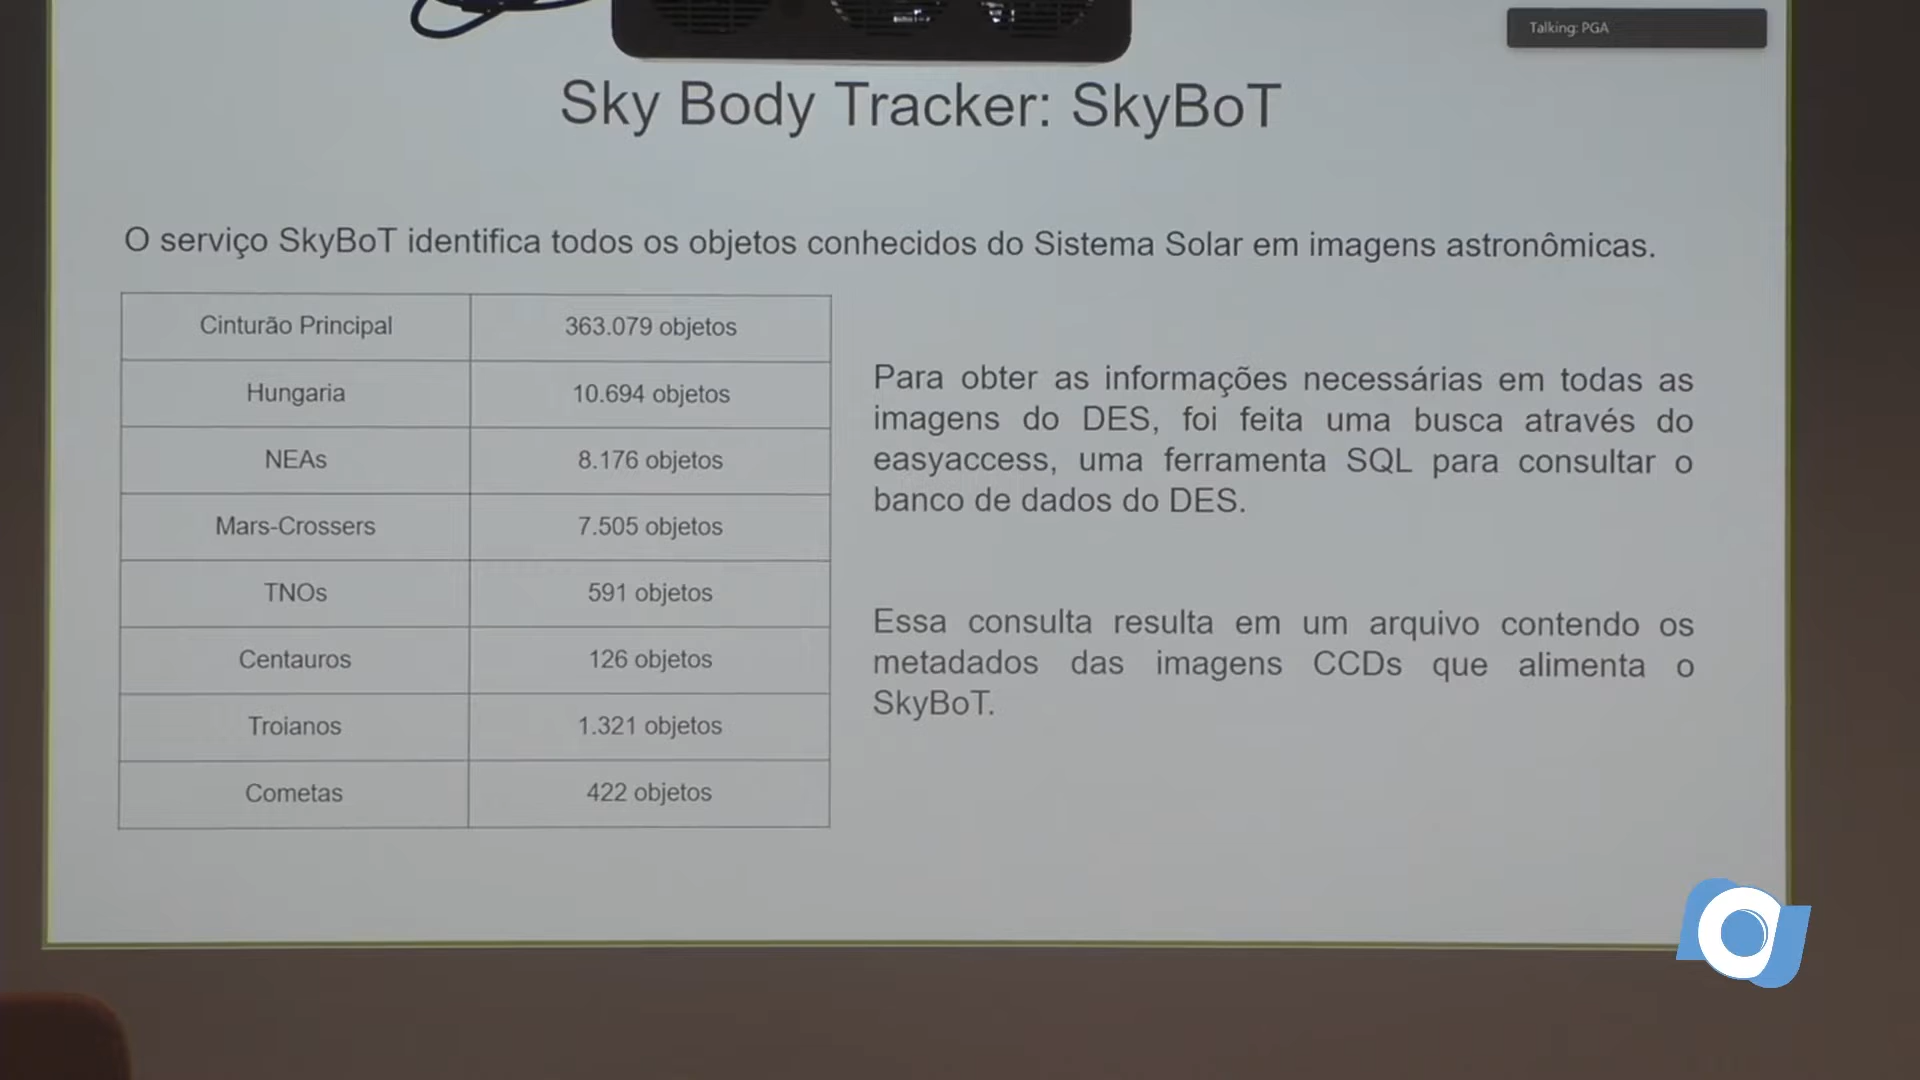 Talking: PGA
Sky Body Tracker: SkyBoT
O serviço SkyBoT identifica todos os objetos conhecidos do Sistema Solar em imagens astronômicas.
Cinturão Principal 363.079 objetos
Hungaria 10.694 objetos
NEAs 8.176 objetos
Mars-Crossers 7.505 objetos
TNOs 591 objetos
Centauros 126 objetos
Troianos 1.321 objetos
Cometas 422 objetos
Para obter as informações necessárias em todas as
imagens do DES, foi feita uma busca através do
easyaccess, uma ferramenta SQL para consultar o
banco de dados do DES.
Essa consulta resulta em um arquivo contendo os
metadados das imagens CCDs que alimenta o
SkyBoT.